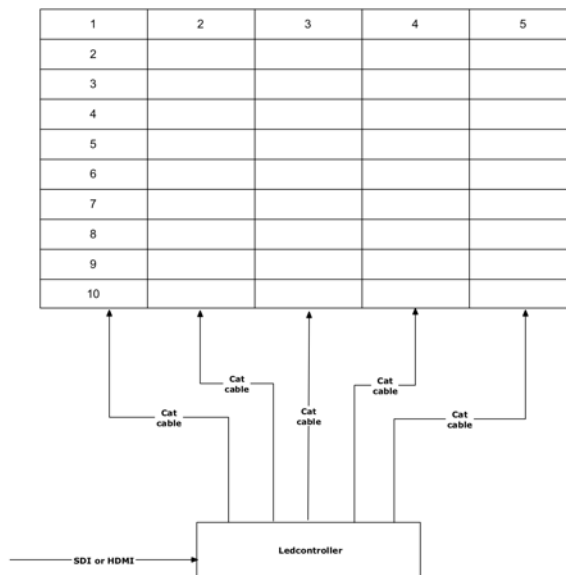 1 2 3 4 5
2
3
4
5
6
7
8
9
10
Cat
cable
Cat
cable
Cat
cable
Cat
cable
Cat
cable
Ledcontroller
SDI or HDMI